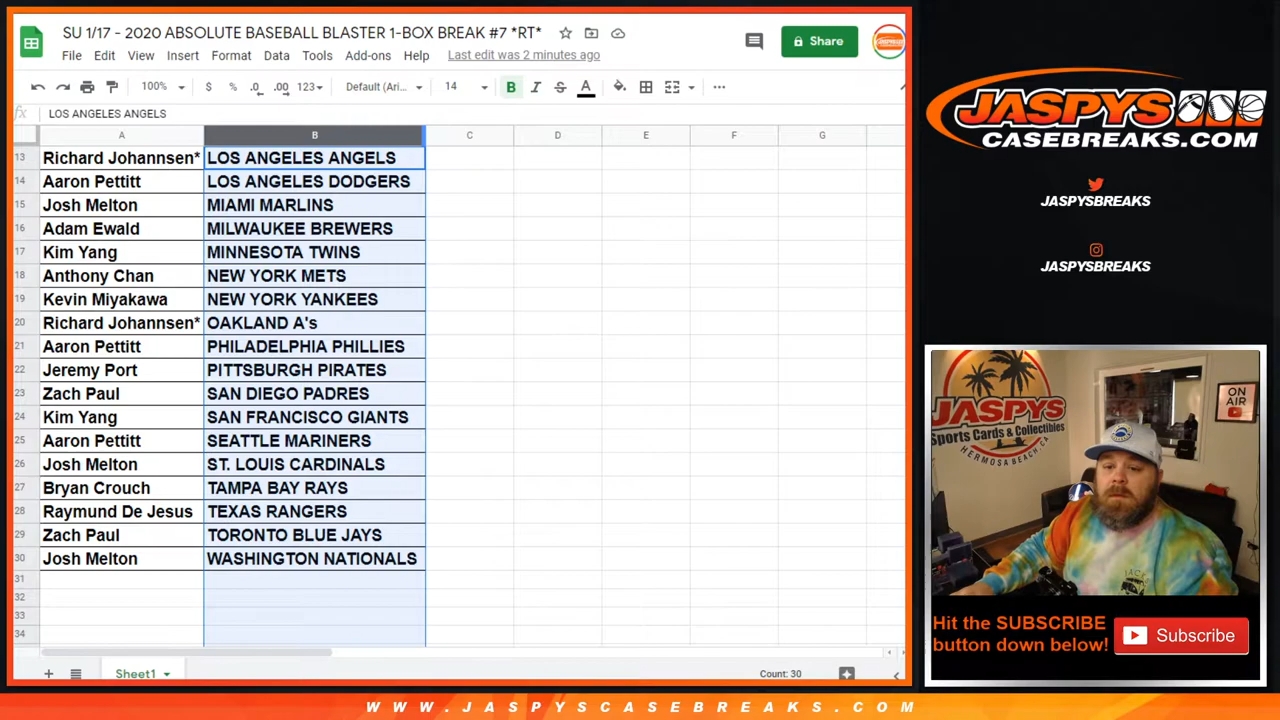 SU 1/17 - 2020 ABSOLUTE BASEBALL BLASTER 1-BOX BREAK #7 *RT*
File Edit View Insert Format Data Tools Add-ons Help Last edit was 2 minutes ago
Share
100% $ % .0 .00 123 Default (Ari... 14 B I S A
fx LOS ANGELES ANGELS
A B C D E F G
13 Richard Johannsen* LOS ANGELES ANGELS
14 Aaron Pettitt LOS ANGELES DODGERS
15 Josh Melton MIAMI MARLINS
16 Adam Ewald MILWAUKEE BREWERS
17 Kim Yang MINNESOTA TWINS
18 Anthony Chan NEW YORK METS
19 Kevin Miyakawa NEW YORK YANKEES
20 Richard Johannsen* OAKLAND A's
21 Aaron Pettitt PHILADELPHIA PHILLIES
22 Jeremy Port PITTSBURGH PIRATES
23 Zach Paul SAN DIEGO PADRES
24 Kim Yang SAN FRANCISCO GIANTS
25 Aaron Pettitt SEATTLE MARINERS
26 Josh Melton ST. LOUIS CARDINALS
27 Bryan Crouch TAMPA BAY RAYS
28 Raymund De Jesus TEXAS RANGERS
29 Zach Paul TORONTO BLUE JAYS
30 Josh Melton WASHINGTON NATIONALS
31
32
33
34
Sheet1
Count: 30
JASPYS
CASEBREAKS.COM
JASPYSBREAKS
JASPYSBREAKS
JASPYS
Sports Cards & Collectibles
HERMOSA BEACH, CA
ON
AIR
Hit the SUBSCRIBE
button down below!
Subscribe
WWW.JASPYSCASEBREAKS.COM